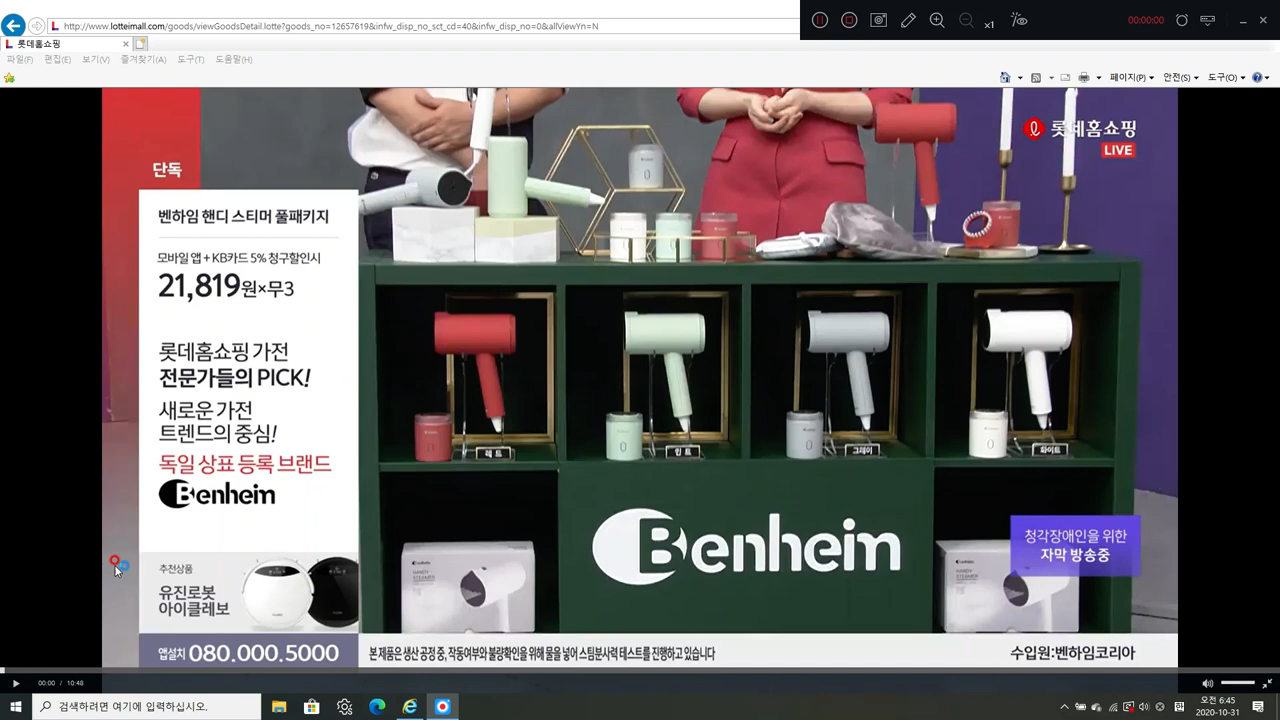 http://www.lotteimall.com/goods/viewGoodsDetail.lotte?goods_no=12657619&infw_disp_no_sct_cd=40&infw_disp_no=0&allViewYn=N
x1
00:00:00
롯데홈쇼핑
파일(F) 편집(E) 보기(V) 즐겨찾기(A) 도구(T) 도움말(H)
페이지(P) 안전(S) 도구(O)
롯데홈쇼핑
LIVE
단독
벤하임 핸디 스티머 풀패키지
모바일 앱 + KB카드 5% 청구할인시
21,819원×무3
롯데홈쇼핑 가전
전문가들의 PICK!
새로운 가전
트렌드의 중심!
독일 상표 등록 브랜드
Benheim
레드
민트
그레이
화이트
Benheim
청각장애인을 위한
자막 방송중
추천상품
유진로봇
아이클레보
앱설치 080.000.5000
본 제품은 생산 공정 중, 작동여부와 불량확인을 위해 물을 넣어 스팀분사력 테스트를 진행하고 있습니다
수입원:벤하임코리아
00:00 / 10:48
검색하려면 여기에 입력하십시오.
한
오전 6:45
2020-10-31